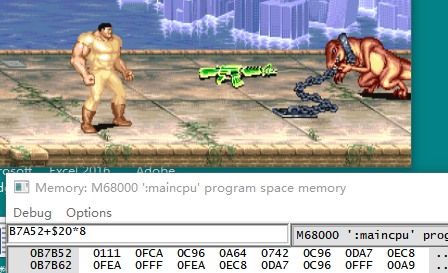 rosoft Excel 2016 Adobe
Memory: M68000 ':maincpu' program space memory
Debug Options
B7A52+$20*8
M68000 ':maincpu' prog
0B7B52 0111 0FCA 0C96 0A64 0742 0C96 0DA7 0EC8 ..
0B7B62 0FEA 0FFF 0FEA 0EC8 0DA7 0C96 0FFF 00A9 ..